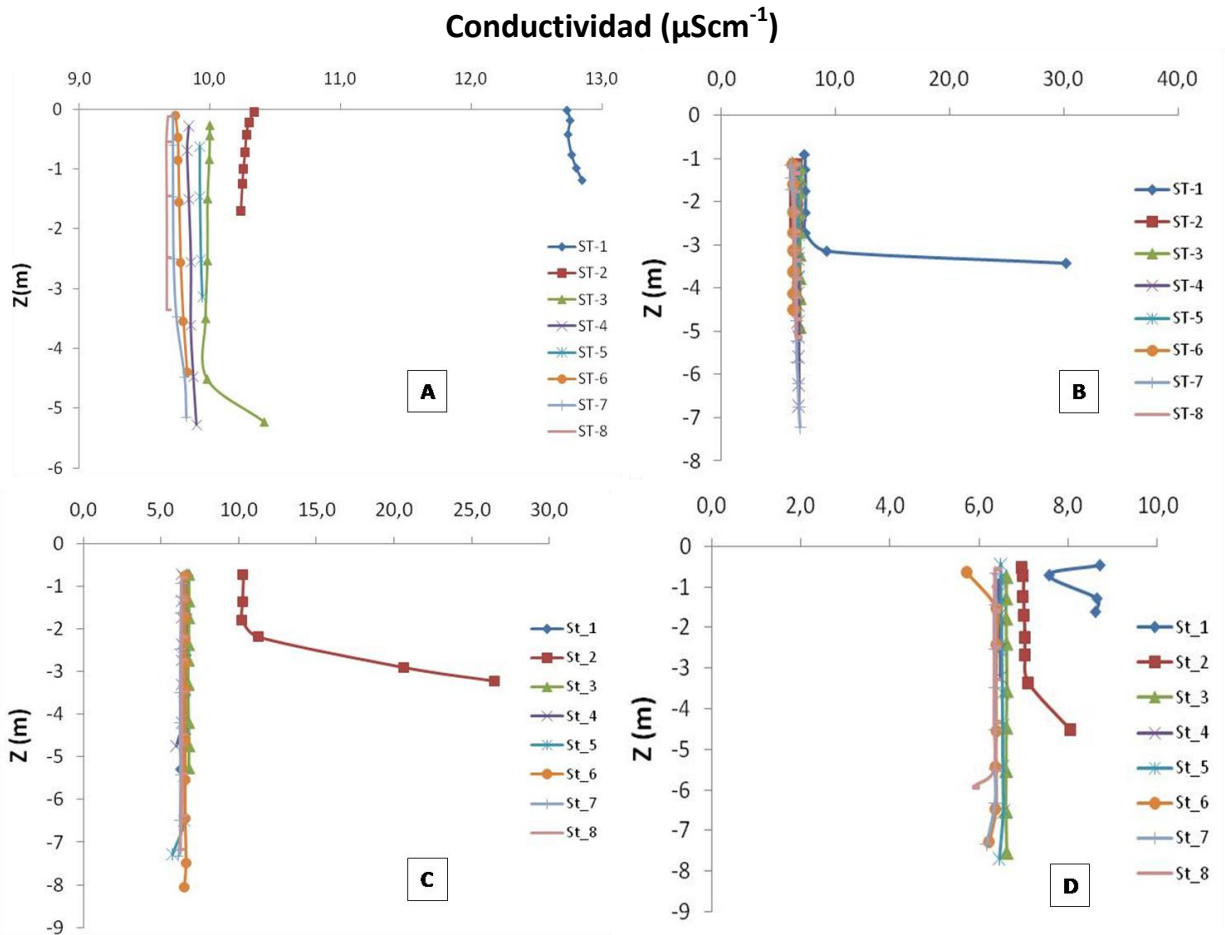 Conductividad (µScm-1)
9,0 10,0 11,0 12,0 13,0
0
-1
-2
-3
-4
-5
-6
Z(m)
ST-1
ST-2
ST-3
ST-4
ST-5
ST-6
ST-7
ST-8
A
0,0 10,0 20,0 30,0 40,0
0
-1
-2
-3
-4
-5
-6
-7
-8
Z (m)
ST-1
ST-2
ST-3
ST-4
ST-5
ST-6
ST-7
ST-8
B
0,0 5,0 10,0 15,0 20,0 25,0 30,0
0
-1
-2
-3
-4
-5
-6
-7
-8
-9
Z (m)
St_1
St_2
St_3
St_4
St_5
St_6
St_7
St_8
C
0,0 2,0 4,0 6,0 8,0 10,0
0
-1
-2
-3
-4
-5
-6
-7
-8
-9
Z (m)
St_1
St_2
St_3
St_4
St_5
St_6
St_7
St_8
D